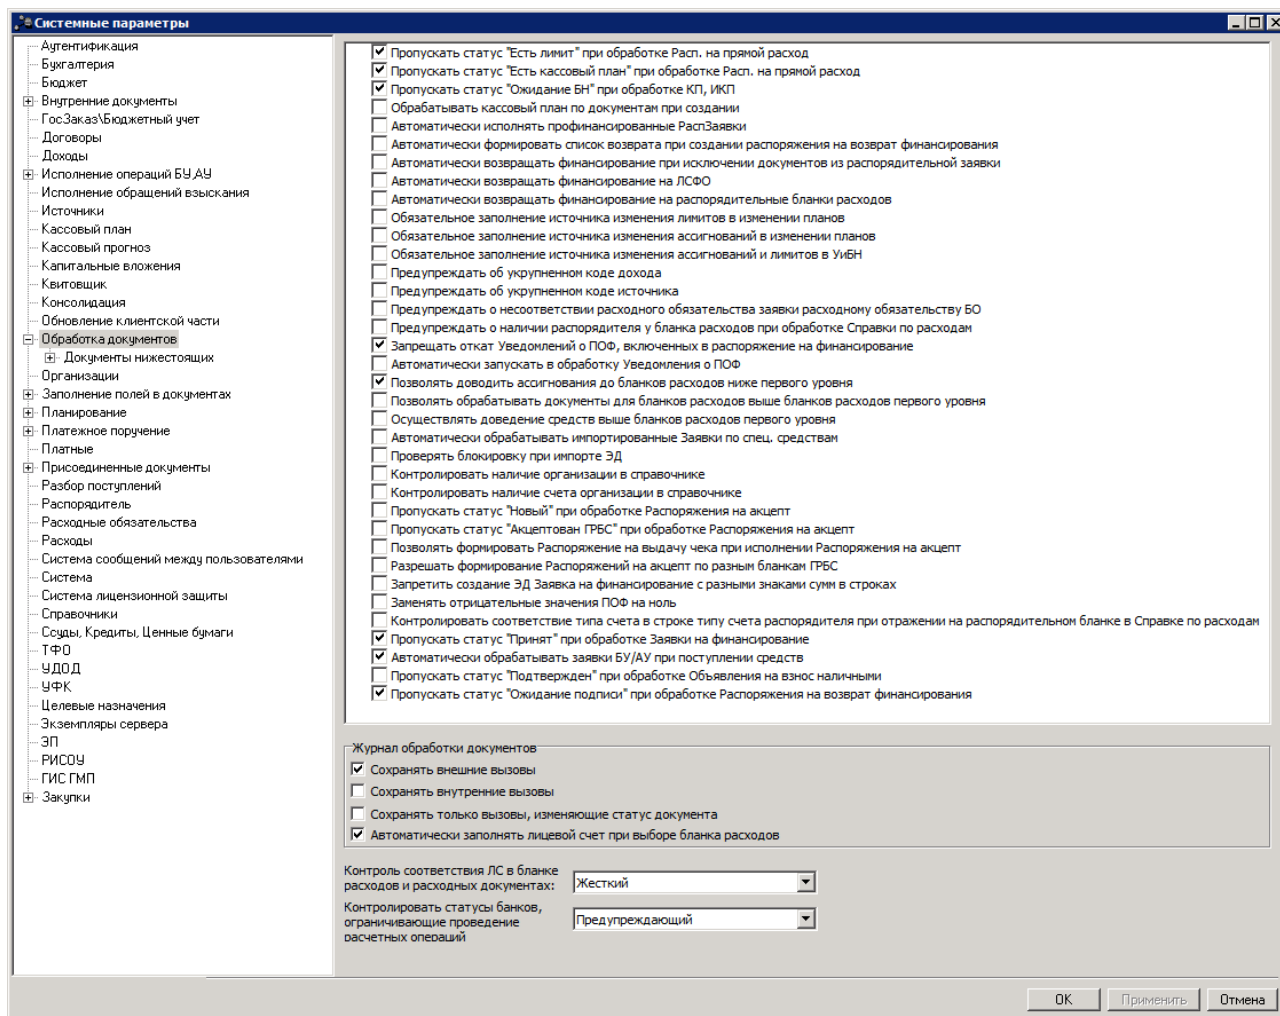 Системные параметры
Аутентификация
Бухгалтерия
Бюджет
Внутренние документы
ГосЗаказ\Бюджетный учет
Договоры
Доходы
Исполнение операций БУ,АУ
Исполнение обращений взыскания
Источники
Кассовый план
Кассовый прогноз
Капитальные вложения
Квитовщик
Консолидация
Обновление клиентской части
Обработка документов
Документы нижестоящих
Организации
Заполнение полей в документах
Планирование
Платежное поручение
Платные
Присоединенные документы
Разбор поступлений
Распорядитель
Расходные обязательства
Расходы
Система сообщений между пользователями
Система
Система лицензионной защиты
Справочники
Ссуды, Кредиты, Ценные бумаги
ТФО
УДОД
УФК
Целевые назначения
Экземпляры сервера
ЭП
РИСОУ
ГИС ГМП
Закупки
Пропускать статус "Есть лимит" при обработке Расп. на прямой расход
Пропускать статус "Есть кассовый план" при обработке Расп. на прямой расход
Пропускать статус "Ожидание БН" при обработке КП, ИКП
Обрабатывать кассовый план по документам при создании
Автоматически исполнять профинансированные РаспЗаявки
Автоматически формировать список возврата при создании распоряжения на возврат финансирования
Автоматически возвращать финансирование при исключении документов из распорядительной заявки
Автоматически возвращать финансирование на ЛСФО
Автоматически возвращать финансирование на распорядительные бланки расходов
Обязательное заполнение источника изменения лимитов в изменении планов
Обязательное заполнение источника изменения ассигнований в изменении планов
Обязательное заполнение источника изменения ассигнований и лимитов в УиБН
Предупреждать об укрупненном коде дохода
Предупреждать об укрупненном коде источника
Предупреждать о несоответствии расходного обязательства заявки расходному обязательству БО
Предупреждать о наличии распорядителя у бланка расходов при обработке Справки по расходам
Запрещать откат Уведомлений о ПОФ, включенных в распоряжение на финансирование
Автоматически запускать в обработку Уведомления о ПОФ
Позволять доводить ассигнования до бланков расходов ниже первого уровня
Позволять обрабатывать документы для бланков расходов выше бланков расходов первого уровня
Осуществлять доведение средств выше бланков расходов первого уровня
Автоматически обрабатывать импортированные Заявки по спец. средствам
Проверять блокировку при импорте ЭД
Контролировать наличие организации в справочнике
Контролировать наличие счета организации в справочнике
Пропускать статус "Новый" при обработке Распоряжения на акцепт
Пропускать статус "Акцептован ГРБС" при обработке Распоряжения на акцепт
Позволять формировать Распоряжение на выдачу чека при исполнении Распоряжения на акцепт
Разрешать формирование Распоряжений на акцепт по разным бланкам ГРБС
Запретить создание ЭД Заявка на финансирование с разными знаками сумм в строках
Заменять отрицательные значения ПОФ на ноль
Контролировать соответствие типа счета в строке типу счета распорядителя при отражении на распорядительном бланке в Справке по расходам
Пропускать статус "Принят" при обработке Заявки на финансирование
Автоматически обрабатывать заявки БУ/АУ при поступлении средств
Пропускать статус "Подтвержден" при обработке Объявления на взнос наличными
Пропускать статус "Ожидание подписи" при обработке Распоряжения на возврат финансирования
Журнал обработки документов
Сохранять внешние вызовы
Сохранять внутренние вызовы
Сохранять только вызовы, изменяющие статус документа
Автоматически заполнять лицевой счет при выборе бланка расходов
Контроль соответствия ЛС в бланке
расходов и расходных документах:
Жесткий
Контролировать статусы банков,
ограничивающие проведение
расчетных операций
Предупреждающий
OK
Применить
Отмена